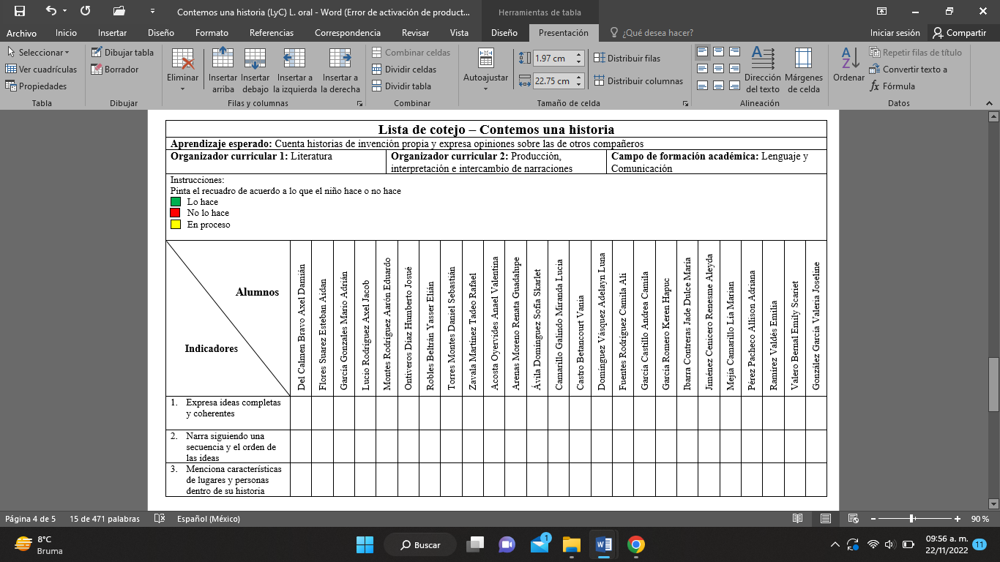 Contemos una historia (LyC) L. oral - Word (Error de activación de product...
Herramientas de tabla
Archivo Inicio Insertar Diseño Formato Referencias Correspondencia Revisar Vista Diseño Presentación ¿Qué desea hacer? Iniciar sesión Compartir
Seleccionar
Ver cuadrículas
Propiedades
Tabla
Dibujar tabla
Borrador
Dibujar
Eliminar
Insertar arriba
Insertar debajo
Insertar a la izquierda
Insertar a la derecha
Filas y columnas
Combinar celdas
Dividir celdas
Dividir tabla
Combinar
Autoajustar
1.97 cm
22.75 cm
Distribuir filas
Distribuir columnas
Tamaño de celda
Dirección del texto
Márgenes de celda
Alineación
Ordenar
Repetir filas de título
Convertir texto a
fx Fórmula
Datos
Lista de cotejo – Contemos una historia
Aprendizaje esperado: Cuenta historias de invención propia y expresa opiniones sobre las de otros compañeros
Organizador curricular 1: Literatura
Organizador curricular 2: Producción,
interpretación e intercambio de narraciones
Campo de formación académica: Lenguaje y
Comunicación
Instrucciones:
Pinta el recuadro de acuerdo a lo que el niño hace o no hace
Lo hace
No lo hace
En proceso
Alumnos
Indicadores
Del Calmen Bravo Axel Damián
Flores Suarez Esteban Aidan
García Gonzales Mario Adrián
Lucio Rodríguez Axel Jacob
Montes Rodríguez Aarón Eduardo
Ontiveros Díaz Humberto Josué
Robles Beltrán Yasser Elián
Torres Montes Daniel Sebastián
Zavala Martínez Tadeo Rafael
Acosta Oyervides Anael Valentina
Arenas Moreno Renata Guadalupe
Ávila Domínguez Sofía Skarlet
Camarillo Galindo Miranda Lucia
Castro Betancourt Vania
Domínguez Vásquez Adelayn Luna
Fuentes Rodríguez Camila Alí
García Castillo Andrea Camila
García Romero Keren Hapuc
Ibarra Contreras Jade Dulce María
Jiménez Cenicero Renesme Aleyda
Mejía Camarillo Lía Marian
Pérez Pacheco Allison Adriana
Ramírez Valdés Emilia
Valero Bernal Emily Scariet
González García Valeria Joseline
1. Expresa ideas completas
y coherentes
2. Narra siguiendo una
secuencia y el orden de
las ideas
3. Menciona características
de lugares y personas
dentro de su historia
Página 4 de 5 15 de 471 palabras Español (México) 90 %
8°C
Bruma
Buscar
1
09:56 a. m.
22/11/2022
11